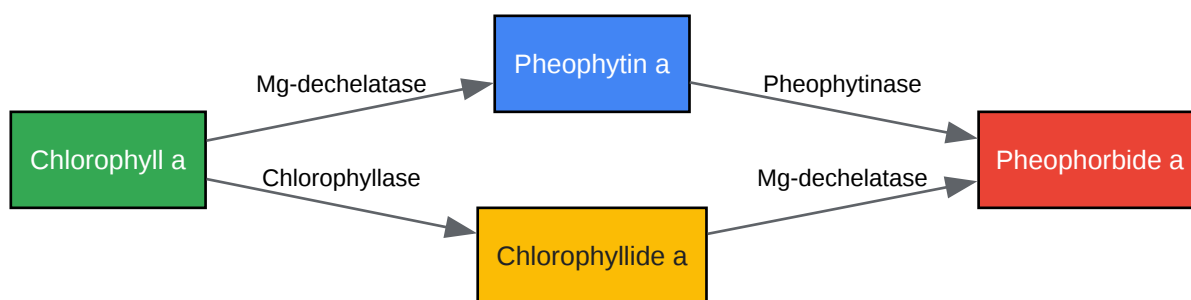 Pheophytin a
Mg-dechelatase
Pheophytinase
Chlorophyll a
Pheophorbide a
Chlorophyllase
Mg-dechelatase
Chlorophyllide a